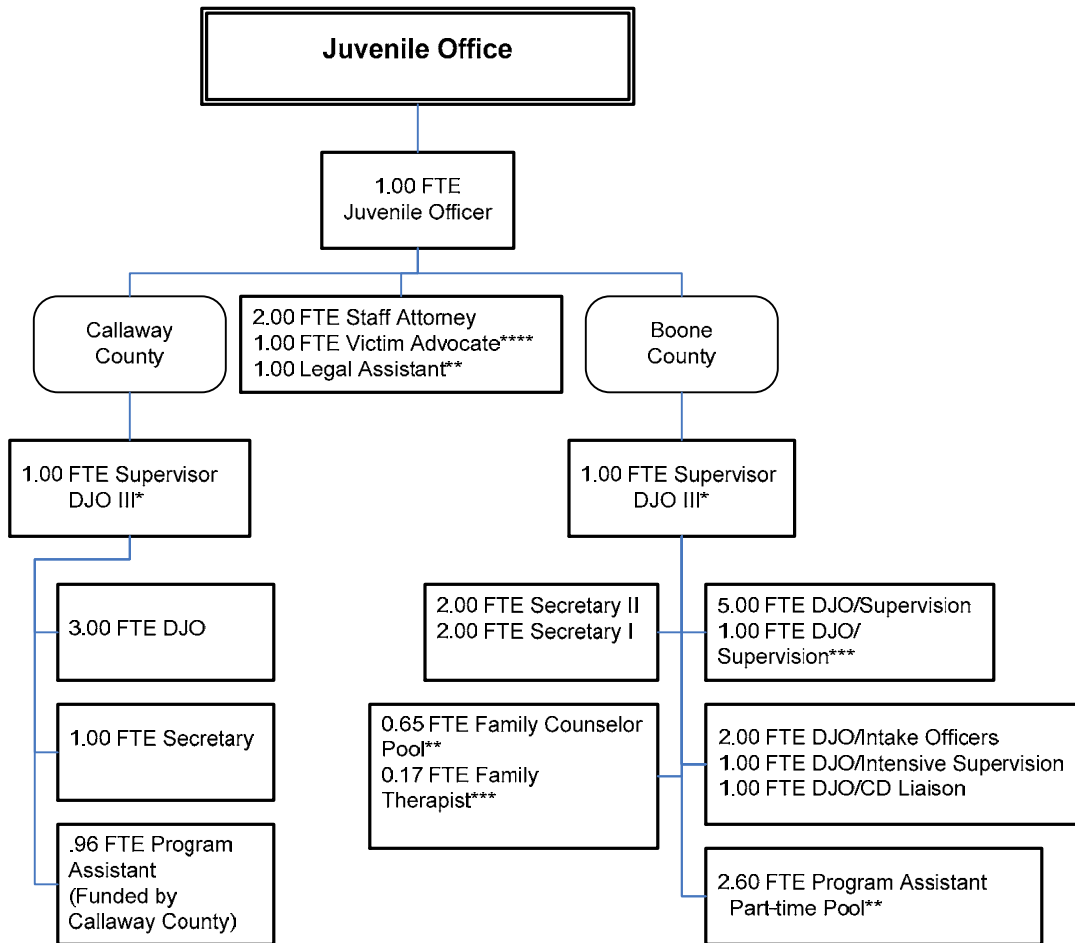 Juvenile Office
1.00 FTE
Juvenile Officer
Callaway
County
2.00 FTE Staff Attorney
1.00 FTE Victim Advocate****
1.00 Legal Assistant**
Boone
County
1.00 FTE Supervisor
DJO III*
1.00 FTE Supervisor
DJO III*
3.00 FTE DJO
1.00 FTE Secretary
.96 FTE Program
Assistant
(Funded by
Callaway County)
2.00 FTE Secretary II
2.00 FTE Secretary I
5.00 FTE DJO/Supervision
1.00 FTE DJO/
Supervision***
0.65 FTE Family Counselor
Pool**
0.17 FTE Family
Therapist***
2.00 FTE DJO/Intake Officers
1.00 FTE DJO/Intensive Supervision
1.00 FTE DJO/CD Liaison
2.60 FTE Program Assistant
Part-time Pool**